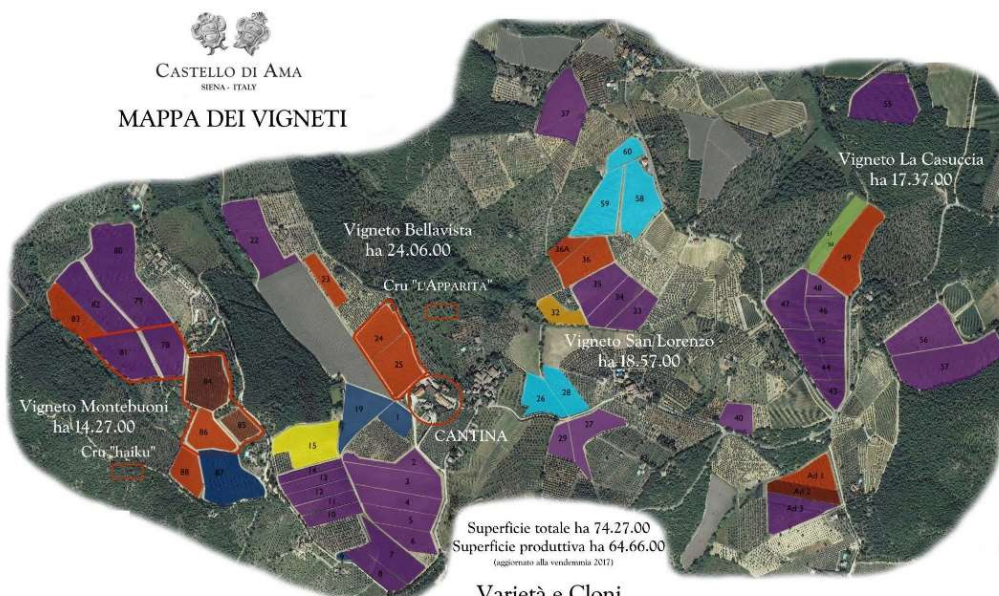 CASTELLO DI AMA
SIENA - ITALY
MAPPA DEI VIGNETI
37
55
60
59
58
Vigneto La Casuccia
ha 17.37.00
22
23
Vigneto Bellavista
ha 24.06.00
Cru "L'APPARITA"
36A
36
49
80
79
82
83
81
78
24
25
35
34
33
32
Vigneto San Lorenzo
ha 18.57.00
48
47
46
45
44
43
56
57
84
85
86
88
87
Vigneto Montebuoni
ha 14.27.00
Cru "haiku"
19
1
CANTINA
26
28
27
29
40
15
14
13
12
11
10
2
3
4
5
6
7
8
Ad 1
Ad 2
Ad 3
Superficie totale ha 74.27.00
Superficie produttiva ha 64.66.00
(aggiornato alla vendemmia 2017)
Varietà e Cloni